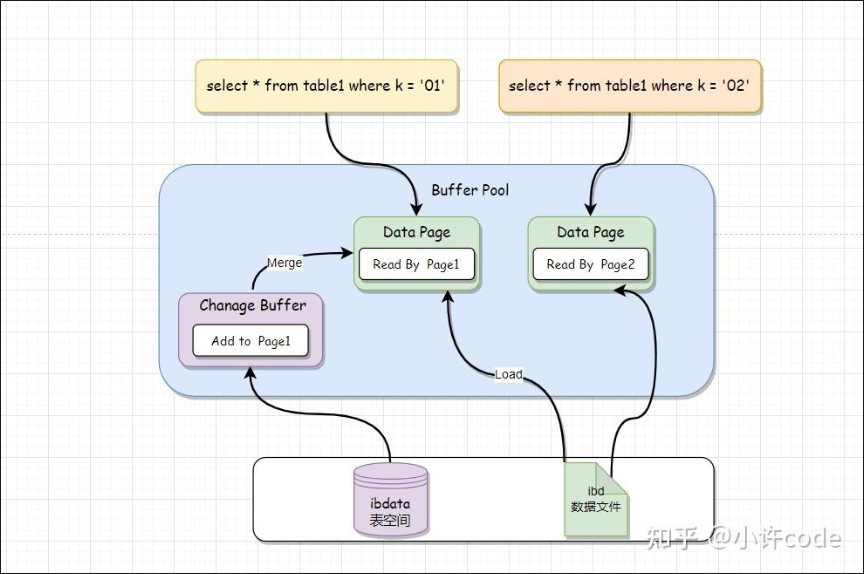 select * from table1 where k = '01'
select * from table1 where k = '02'
Buffer Pool
Data Page
Read By Page1
Data Page
Read By Page2
Merge
Chanage Buffer
Add to Page1
Load
ibdata
表空间
ibd
数据文件
知乎 @小许code